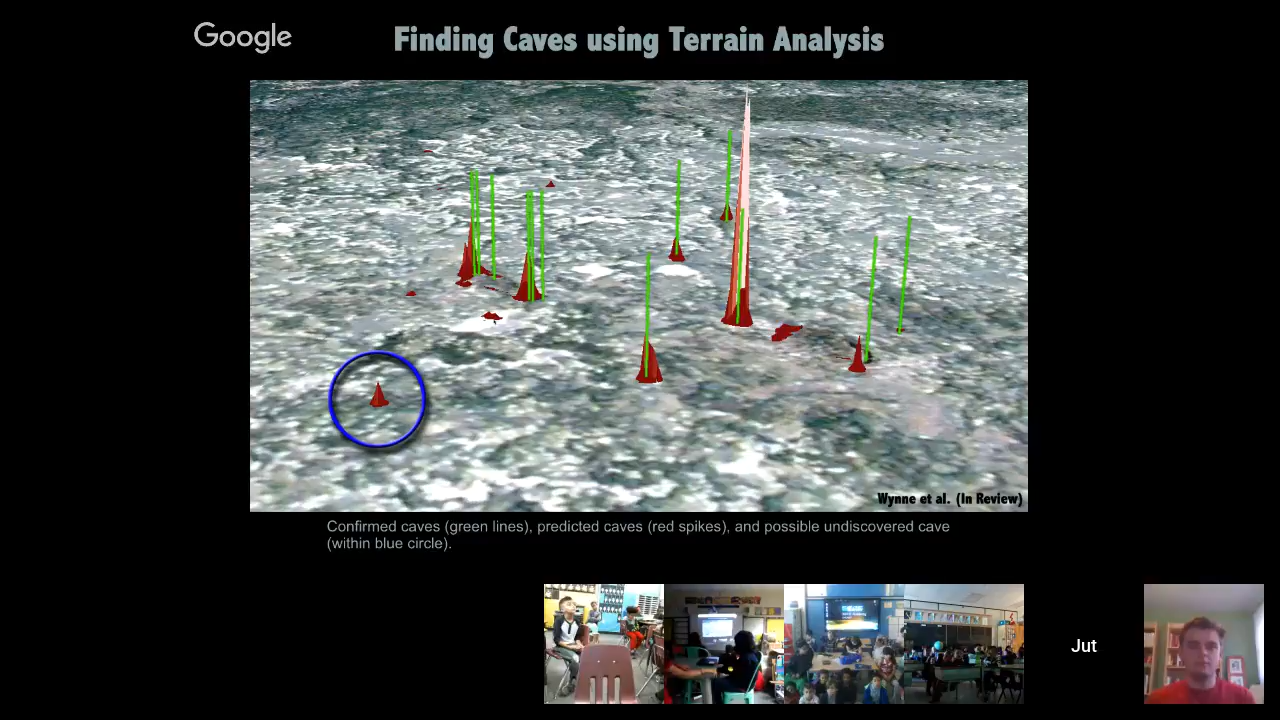 Google
Finding Caves using Terrain Analysis
Wynne et al. (In Review)
Confirmed caves (green lines), predicted caves (red spikes), and possible undiscovered cave
(within blue circle).
Jut